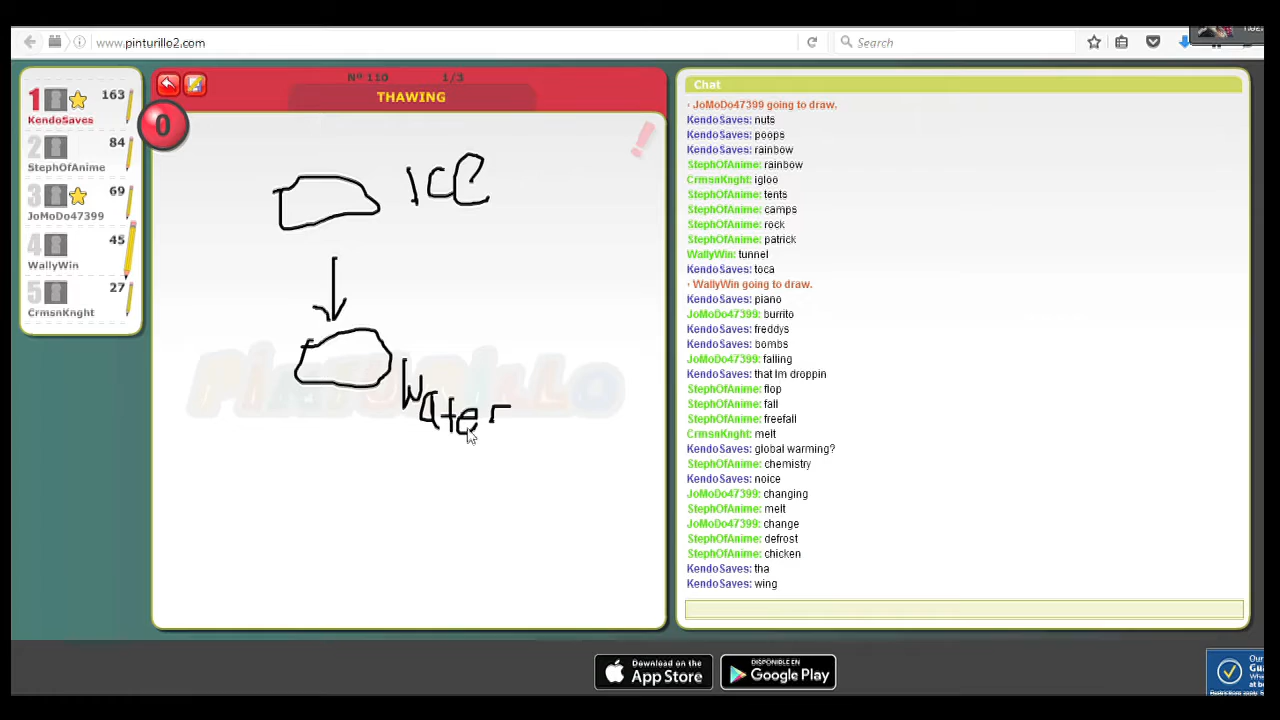 www.pinturillo2.com
Search
1 163
KendoSaves
2 84
StephOfAnime
3 69
JoMoDo47399
4 45
WallyWin
5 27
CrmsnKnght
Nº 110 1/3
THAWING
0
ICE
water
Pinturillo
Chat
· JoMoDo47399 going to draw.
KendoSaves: nuts
KendoSaves: poops
KendoSaves: rainbow
StephOfAnime: rainbow
CrmsnKnght: igloo
StephOfAnime: tents
StephOfAnime: camps
StephOfAnime: rock
StephOfAnime: patrick
WallyWin: tunnel
KendoSaves: toca
· WallyWin going to draw.
KendoSaves: piano
JoMoDo47399: burrito
KendoSaves: freddys
KendoSaves: bombs
JoMoDo47399: falling
KendoSaves: that Im droppin
StephOfAnime: flop
StephOfAnime: fall
StephOfAnime: freefall
CrmsnKnght: melt
KendoSaves: global warming?
StephOfAnime: chemistry
KendoSaves: noice
JoMoDo47399: changing
StephOfAnime: melt
JoMoDo47399: change
StephOfAnime: defrost
StephOfAnime: chicken
KendoSaves: tha
KendoSaves: wing
Download on the
App Store
DISPONIBLE EN
Google Play
Our